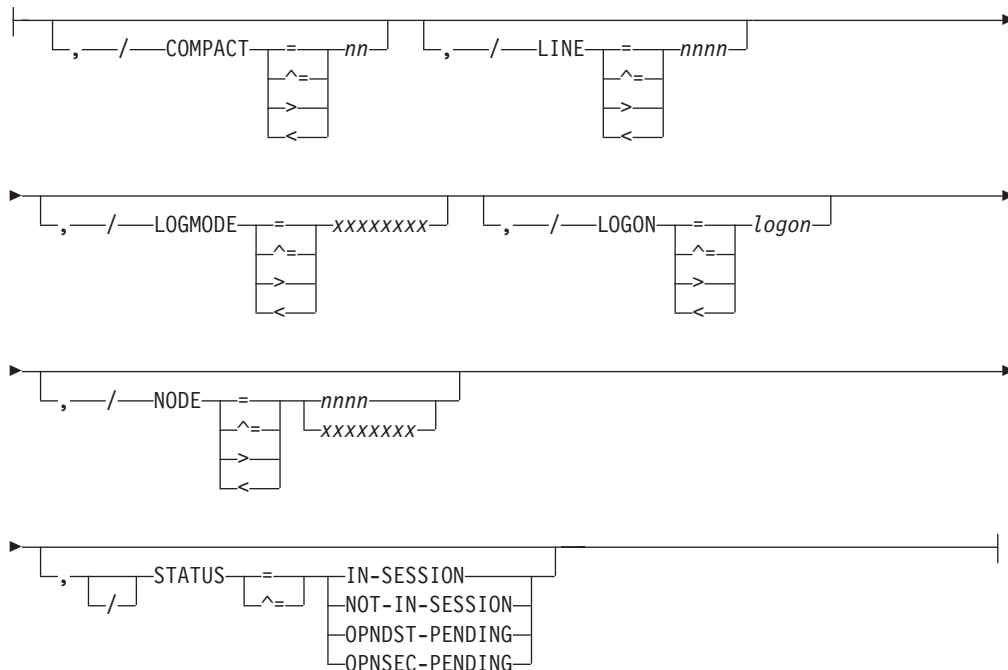 , / COMPACT = nn , / LINE = nnnn
^= ^=
> >
< <
, / LOGMODE = xxxxxxxx , / LOGON = logon
^= ^=
> >
< <
, / NODE = nnnn
^= xxxxxxxx
>
<
, STATUS = IN-SESSION
/ ^= NOT-IN-SESSION
OPNDST-PENDING
OPNSEC-PENDING